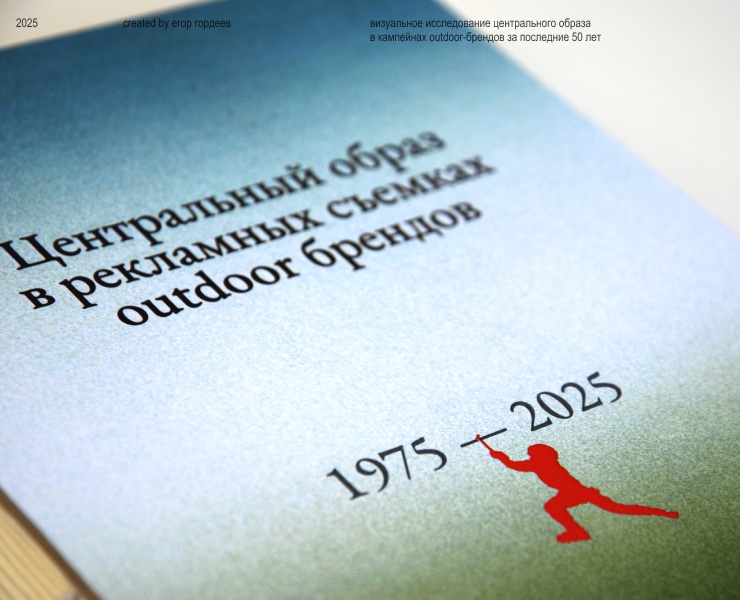 2025
created by егор гордеев
визуальное исследование центрального образа
в кампейнах outdoor-брендов за последние 50 лет
Центральный образ
в рекламных съемках
outdoor брендов
1975 — 2025